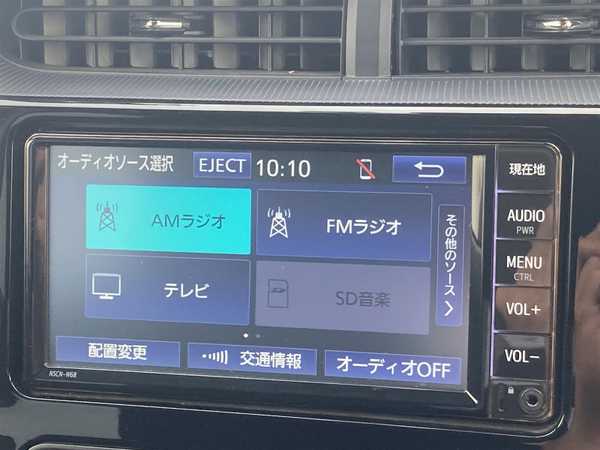 オーディオソース選択 EJECT 10:10
AMラジオ
FMラジオ
テレビ
SD音楽
その他のソース
配置変更
交通情報
オーディオOFF
NSCN-W68
現在地
AUDIO
PWR
MENU
CTRL
VOL+
VOL−